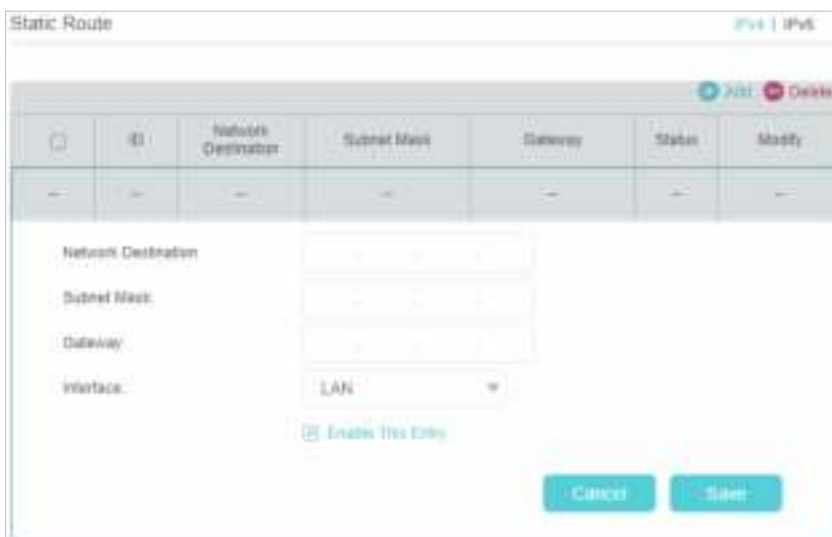 Static Route
IPv4 | IPv6
Add Delete
ID Network Destination Subnet Mask Gateway Status Modify
-- -- -- -- -- -- --
Network Destination
Subnet Mask
Gateway
Interface LAN
Enable This Entry
Cancel Save